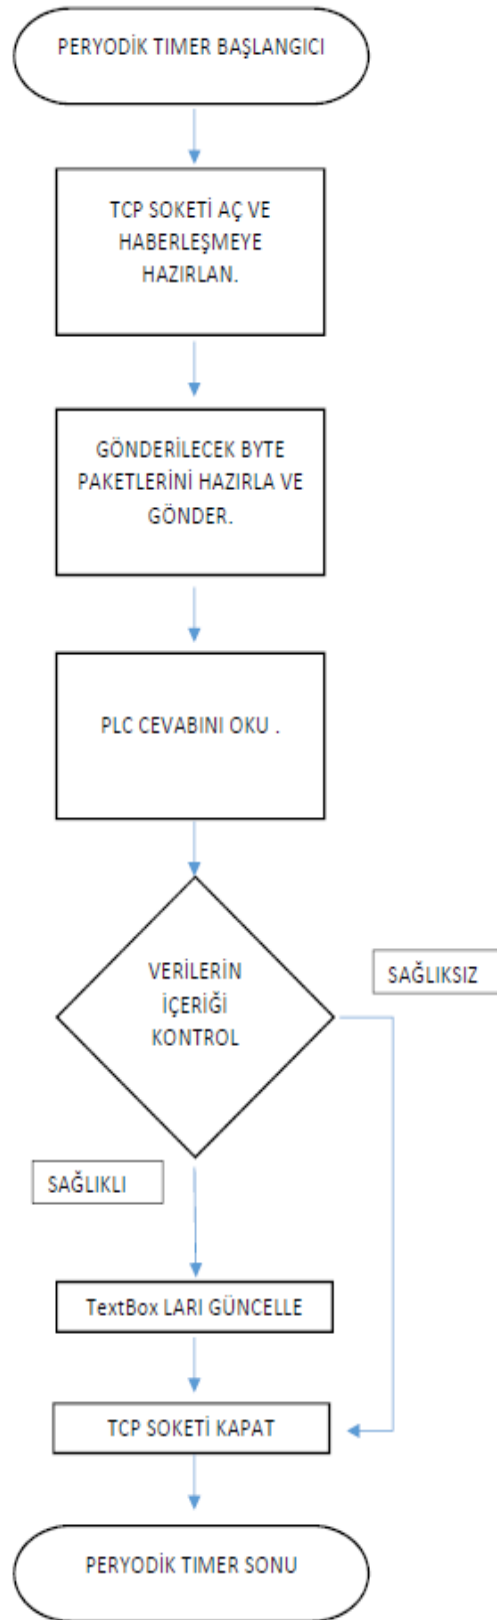 PERYODİK TIMER BAŞLANGICI
TCP SOKETİ AÇ VE
HABERLEŞMEYE
HAZIRLAN.
GÖNDERİLECEK BYTE
PAKETLERİNİ HAZIRLA VE
GÖNDER.
PLC CEVABINI OKU .
VERİLERİN
İÇERİĞİ
KONTROL
SAĞLIKSIZ
SAĞLIKLI
TextBox LARI GÜNCELLE
TCP SOKETİ KAPAT
PERYODİK TIMER SONU